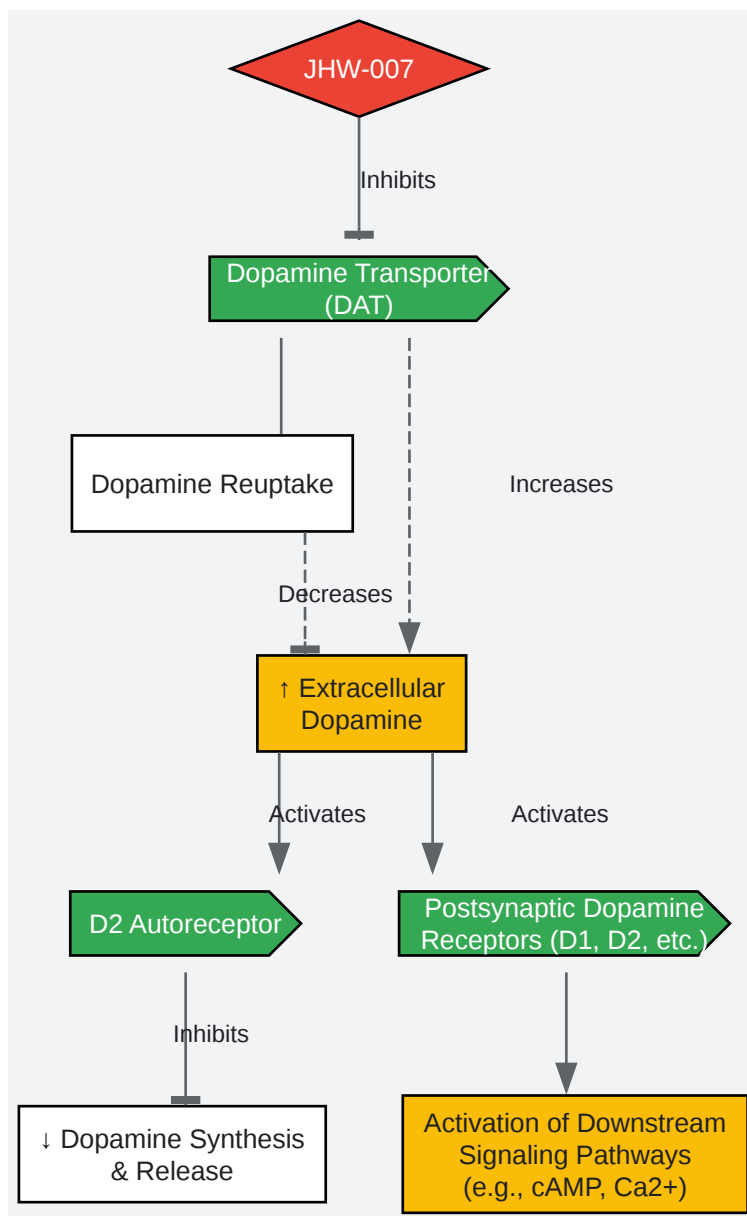 JHW-007
Inhibits
Dopamine Transporter
(DAT)
Dopamine Reuptake
Increases
Decreases
↑ Extracellular
Dopamine
Activates
Activates
D2 Autoreceptor
Postsynaptic Dopamine
Receptors (D1, D2, etc.)
Inhibits
↓ Dopamine Synthesis
& Release
Activation of Downstream
Signaling Pathways
(e.g., cAMP, Ca2+)